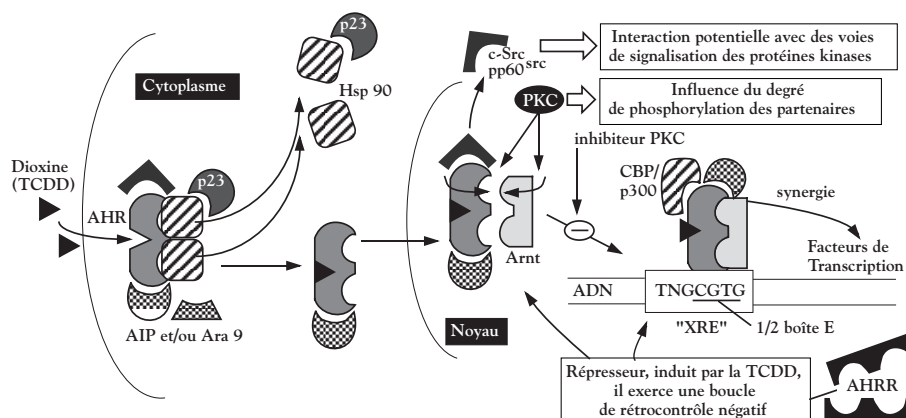 p23
Cytoplasme
Hsp 90
Dioxine
(TCDD)
AHR
p23
AIP et/ou Ara 9
c-Src
pp60src
Interaction potentielle avec des voies
de signalisation des protéines kinases
PKC
Influence du degré
de phosphorylation des partenaires
inhibiteur PKC
CBP/
p300
synergie
Arnt
Facteurs de
Transcription
ADN
TNGCGTG
"XRE"
1/2 boîte E
Noyau
Répresseur, induit par la TCDD,
il exerce une boucle
de rétrocontrôle négatif
AHRR